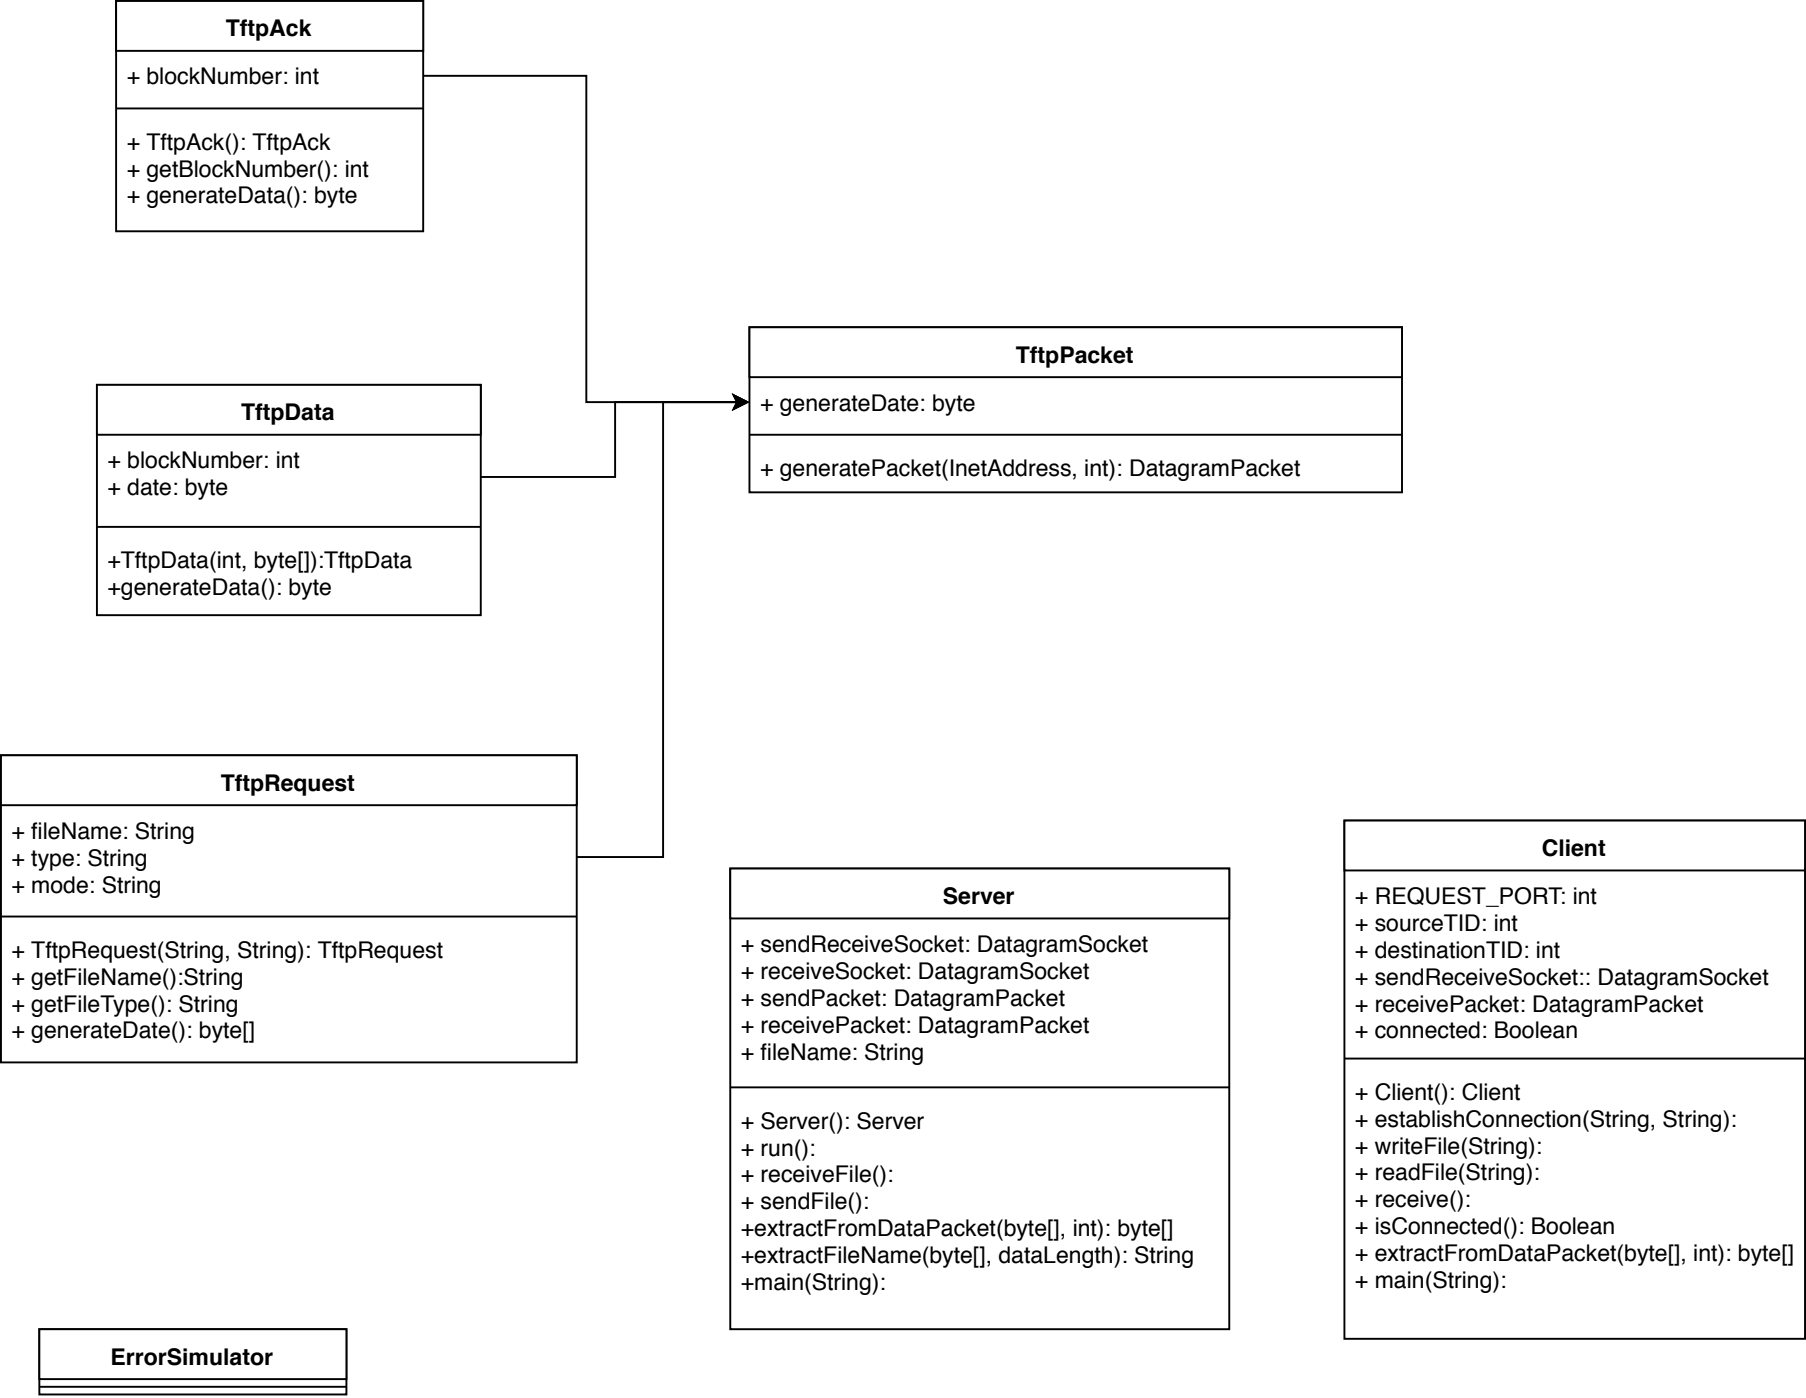 TftpAck
+ blockNumber: int
+ TftpAck(): TftpAck
+ getBlockNumber(): int
+ generateData(): byte
TftpPacket
+ generateDate: byte
+ generatePacket(InetAddress, int): DatagramPacket
TftpData
+ blockNumber: int
+ date: byte
+TftpData(int, byte[]):TftpData
+generateData(): byte
TftpRequest
+ fileName: String
+ type: String
+ mode: String
+ TftpRequest(String, String): TftpRequest
+ getFileName():String
+ getFileType(): String
+ generateDate(): byte[]
Server
+ sendReceiveSocket: DatagramSocket
+ receiveSocket: DatagramSocket
+ sendPacket: DatagramPacket
+ receivePacket: DatagramPacket
+ fileName: String
+ Server(): Server
+ run():
+ receiveFile():
+ sendFile():
+extractFromDataPacket(byte[], int): byte[]
+extractFileName(byte[], dataLength): String
+main(String):
Client
+ REQUEST_PORT: int
+ sourceTID: int
+ destinationTID: int
+ sendReceiveSocket:: DatagramSocket
+ receivePacket: DatagramPacket
+ connected: Boolean
+ Client(): Client
+ establishConnection(String, String):
+ writeFile(String):
+ readFile(String):
+ receive():
+ isConnected(): Boolean
+ extractFromDataPacket(byte[], int): byte[]
+ main(String):
ErrorSimulator